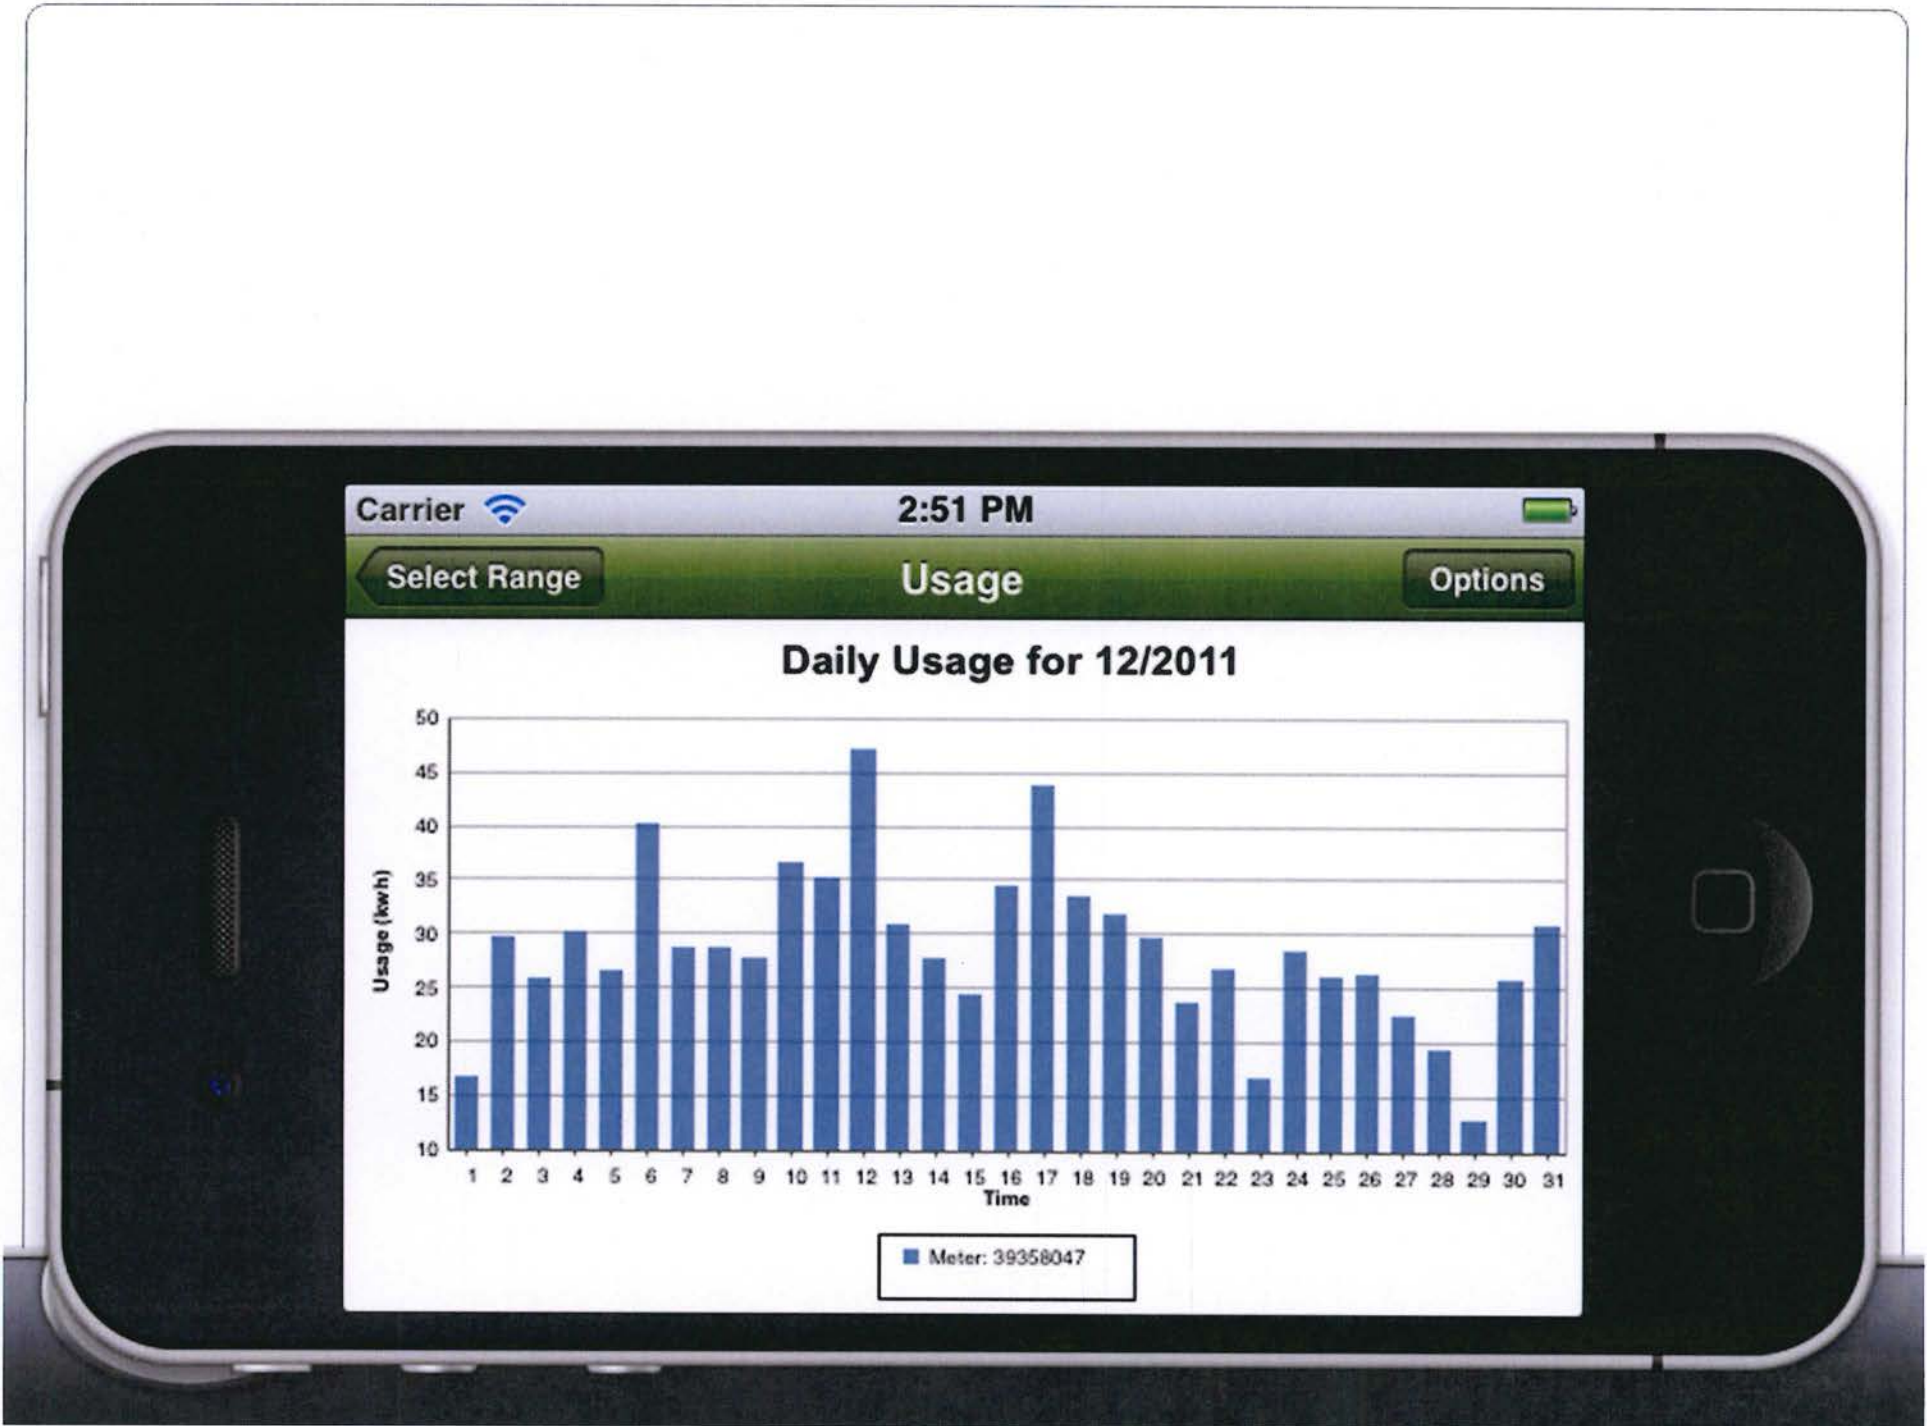 Carrier 2:51 PM
Select Range Usage Options
Daily Usage for 12/2011
50
45
40
35
30
25
20
15
10
Usage (kwh)
1 2 3 4 5 6 7 8 9 10 11 12 13 14 15 16 17 18 19 20 21 22 23 24 25 26 27 28 29 30 31
Time
Meter: 39358047